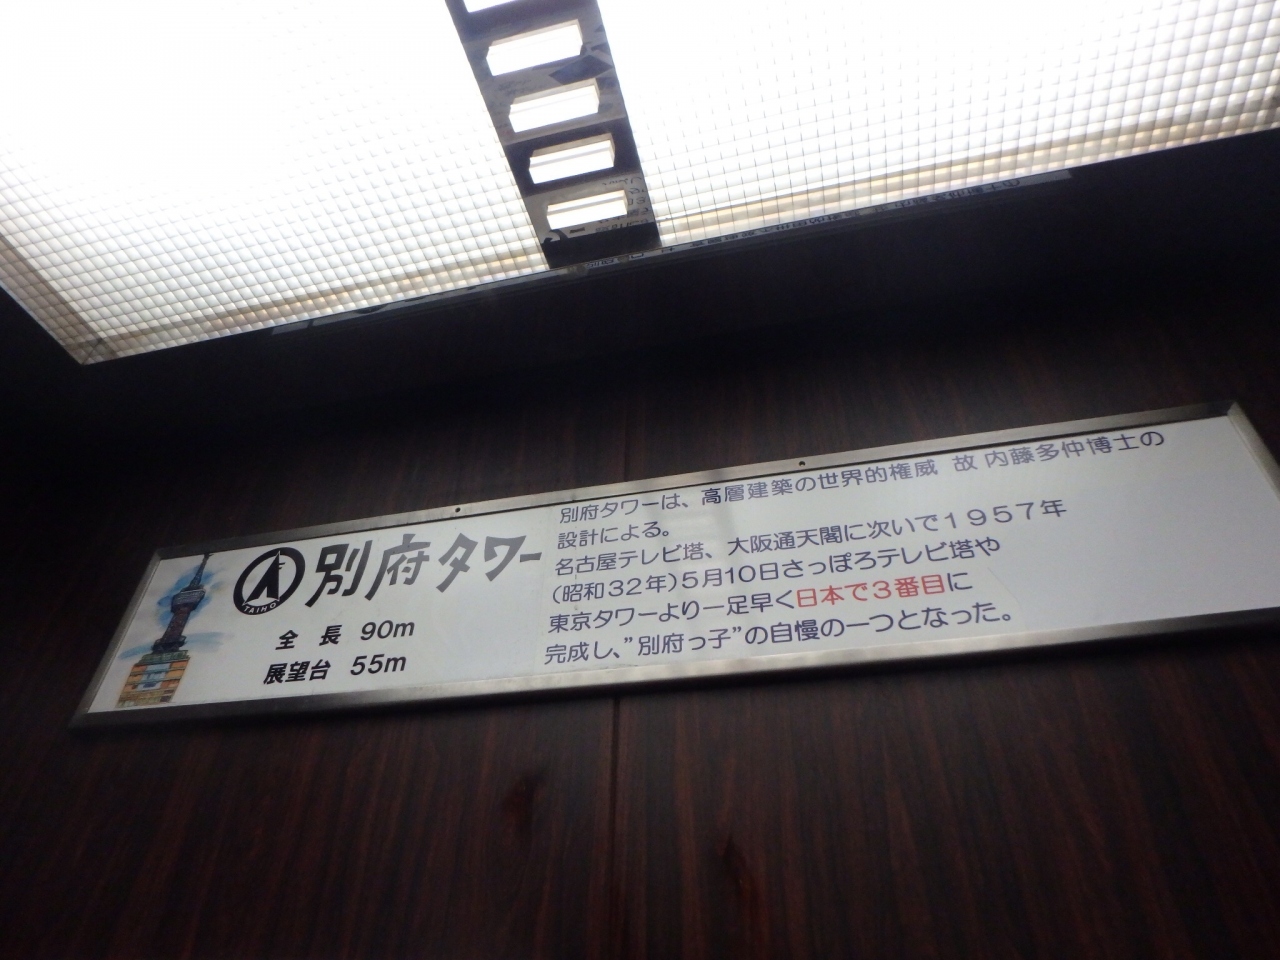 TAIHO
別府タワー
全長 90m
展望台 55m
別府タワーは、高層建築の世界的権威 故 内藤多仲博士の
設計による。
名古屋テレビ塔、大阪通天閣に次いで1957年
(昭和32年)5月10日さっぽろテレビ塔や
東京タワーより一足早く日本で3番目に
完成し、"別府っ子"の自慢の一つとなった。